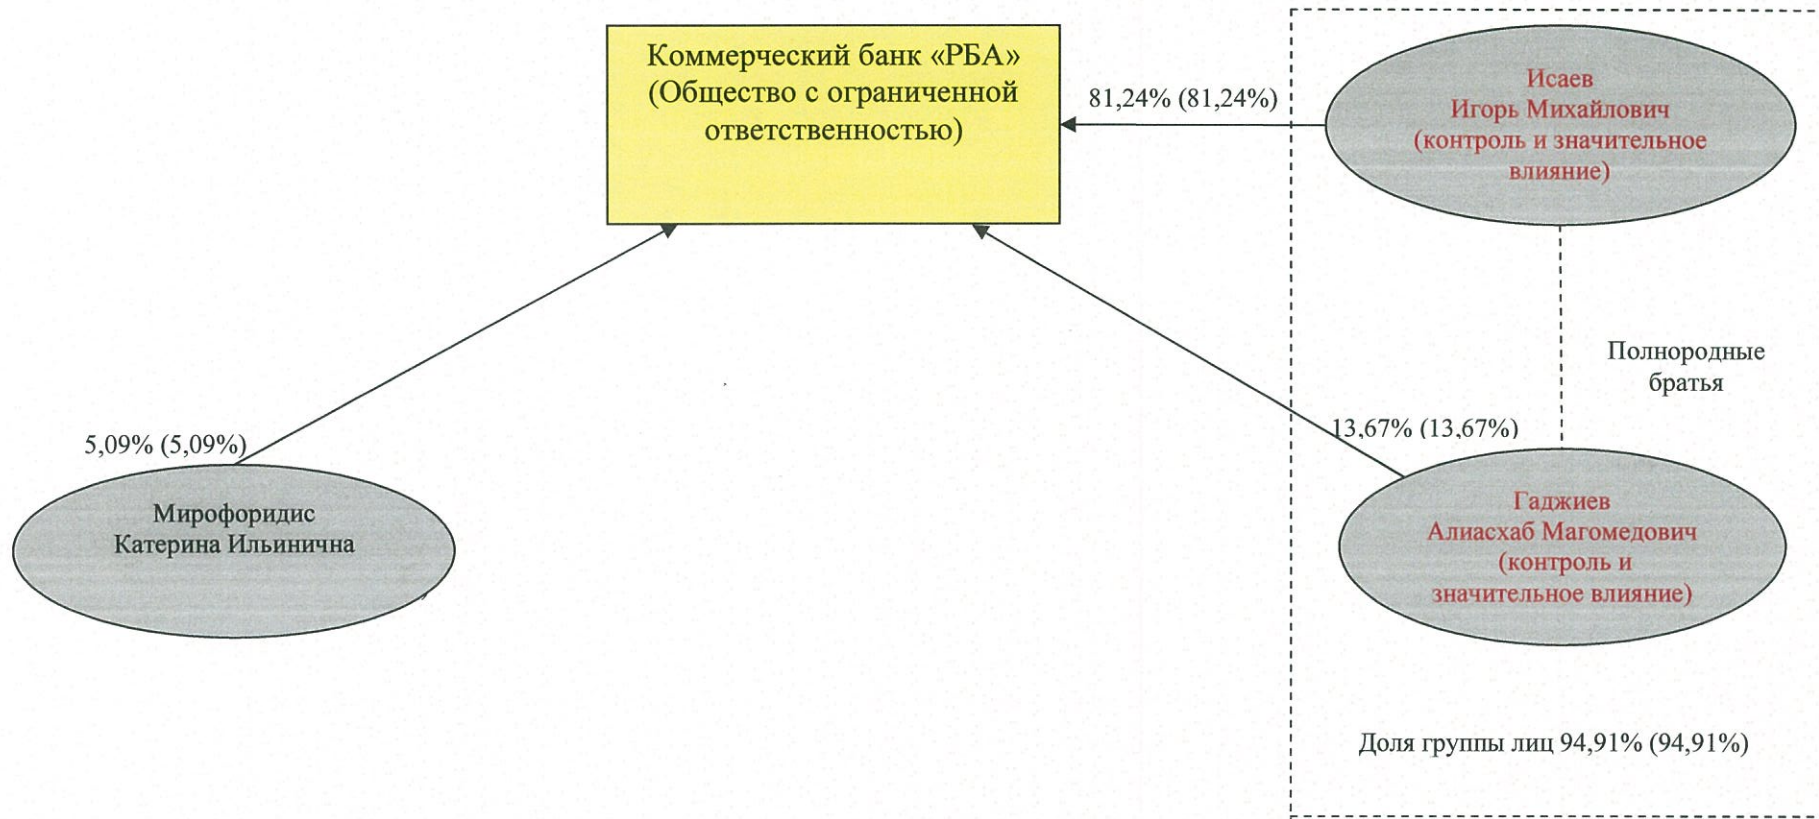 Коммерческий банк «РБА»
(Общество с ограниченной
ответственностью)
81,24% (81,24%)
Исаев
Игорь Михайлович
(контроль и значительное
влияние)
Полнородные
братья
5,09% (5,09%)
13,67% (13,67%)
Мирофоридис
Катерина Ильинична
Гаджиев
Алиасхаб Магомедович
(контроль и
значительное влияние)
Доля группы лиц 94,91% (94,91%)